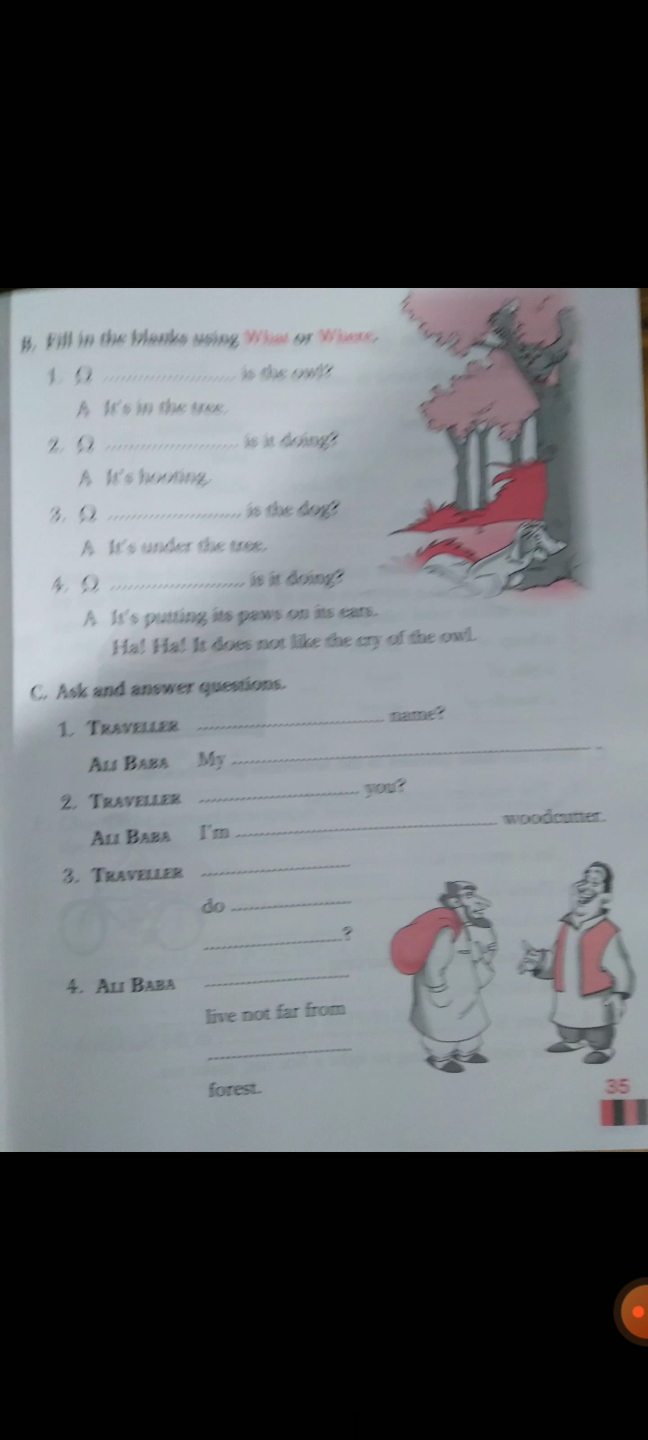 B. Fill in the blanks using What or Where.
1. Q ........................ is the owl?
A It's in the tree.
2. Q ........................ is it doing?
A It's hooting.
3. Q ........................ is the dog?
A It's under the tree.
4. Q ........................ is it doing?
A It's putting its paws on its ears.
Ha! Ha! It does not like the cry of the owl.
C. Ask and answer questions.
1. TRAVELLER ........................ name?
ALI BABA My ........................ .
2. TRAVELLER ........................ you?
ALI BABA I'm ........................ woodcutter.
3. TRAVELLER ........................
do ........................
........................?
4. ALI BABA ........................
live not far from
........................
forest.
35